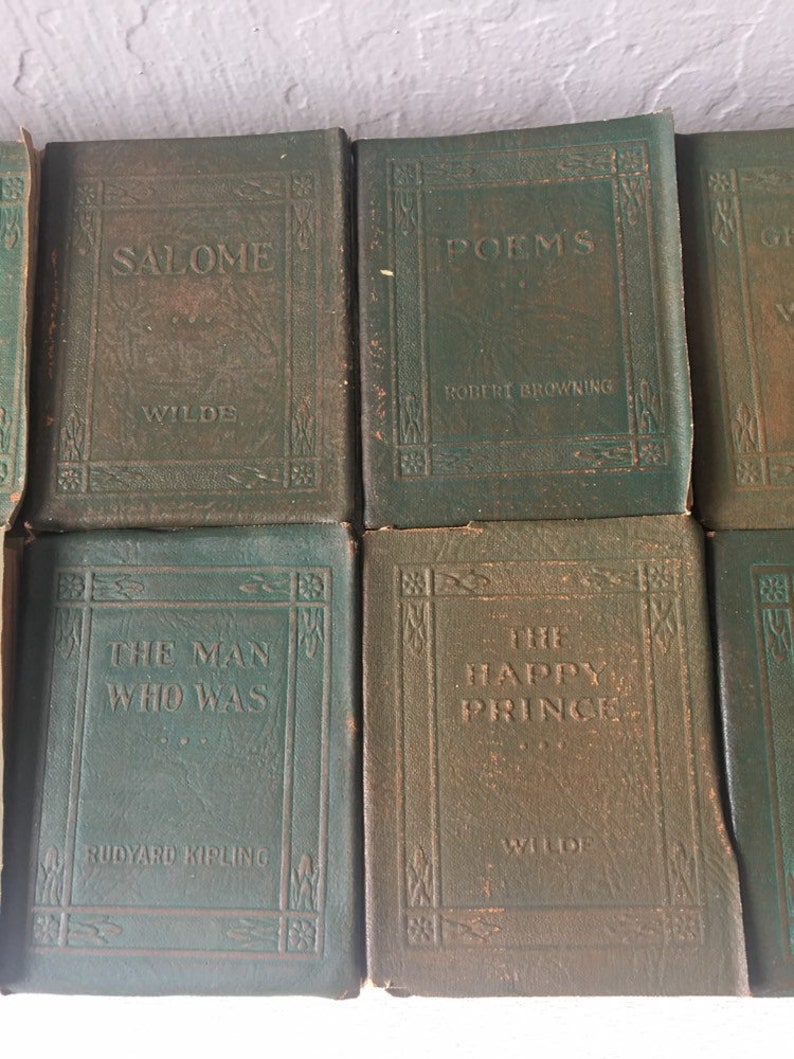 SALOME
WILDE
POEMS
ROBERT BROWNING
THE MAN
WHO WAS
RUDYARD KIPLING
THE
HAPPY
PRINCE
WILDE